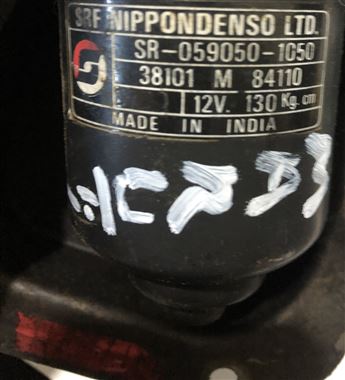 SRF NIPPONDENSO LTD.
SR-059050-1050
38101 M 84110
12V. 130 Kg.cm
MADE IN INDIA